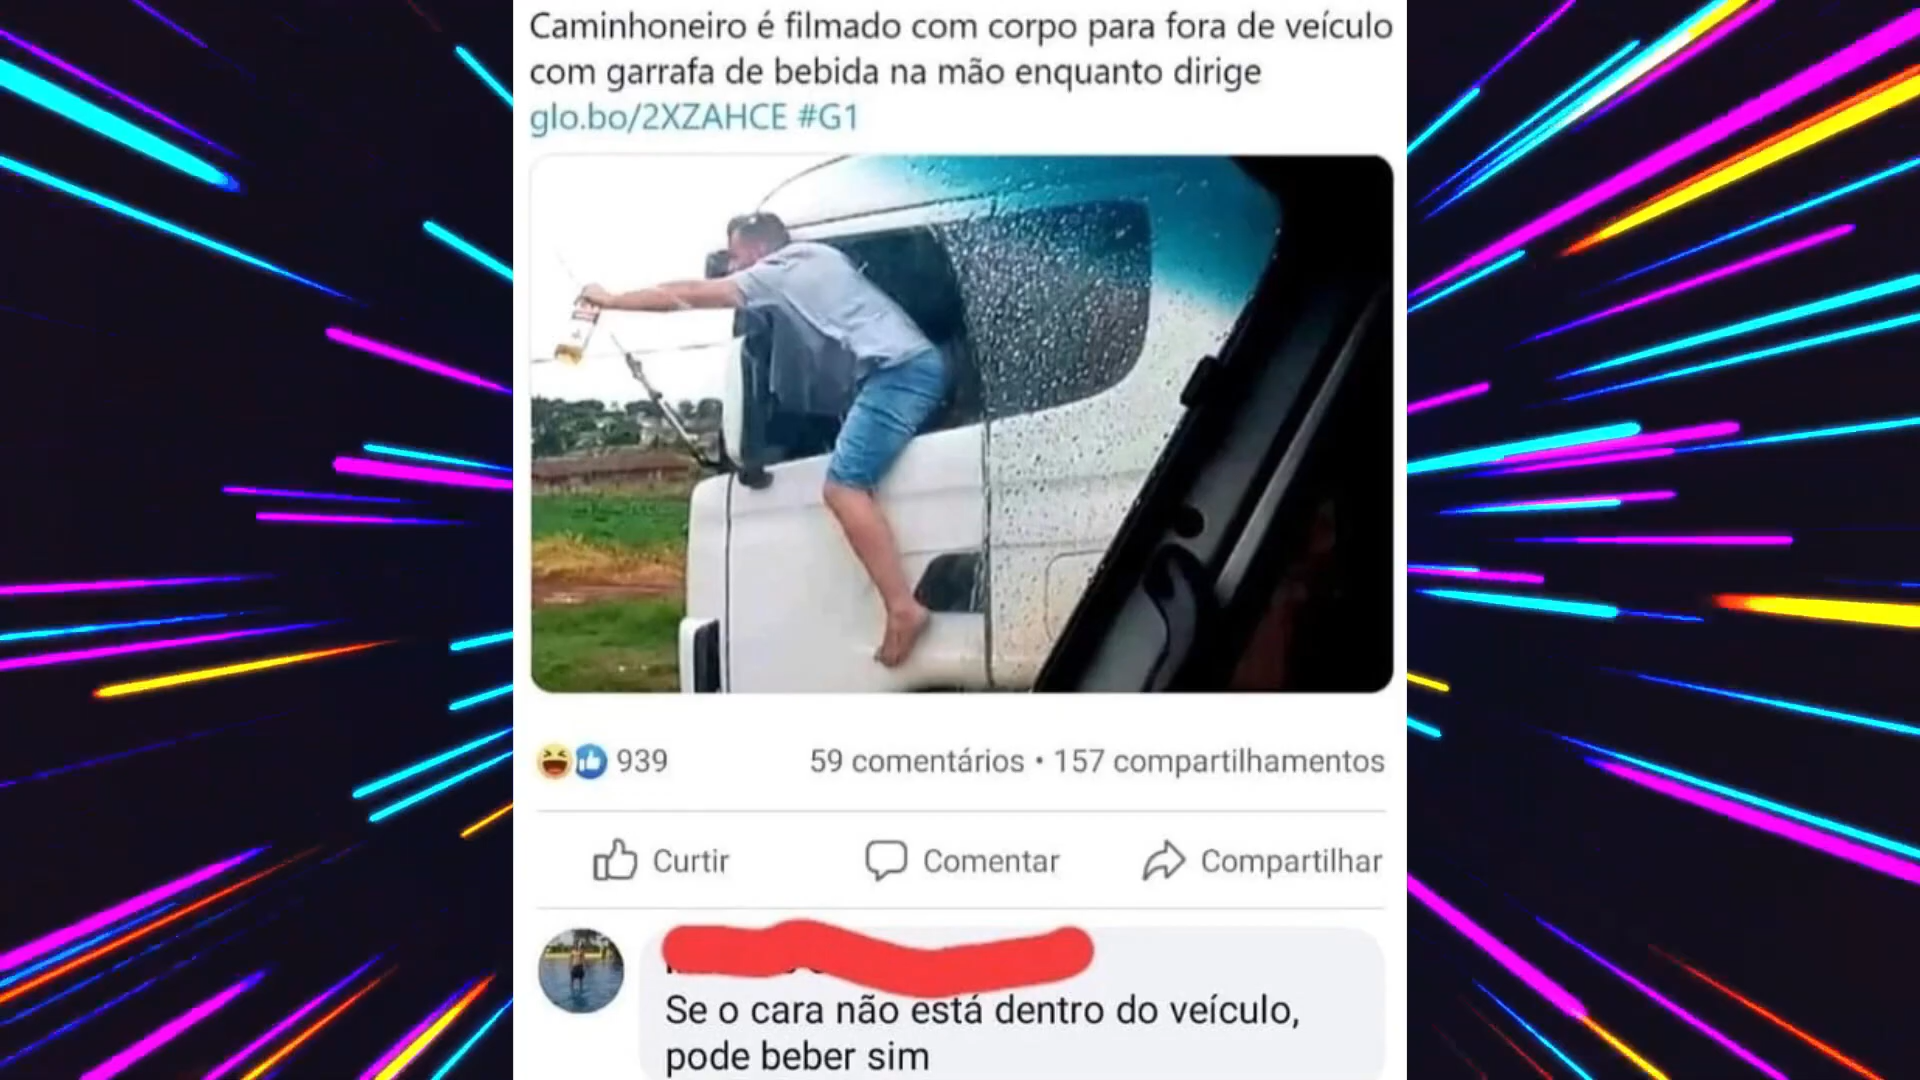 Caminhoneiro é filmado com corpo para fora de veículo
com garrafa de bebida na mão enquanto dirige
glo.bo/2XZAHCE #G1
939
59 comentários • 157 compartilhamentos
Curtir
Comentar
Compartilhar
Se o cara não está dentro do veículo,
pode beber sim